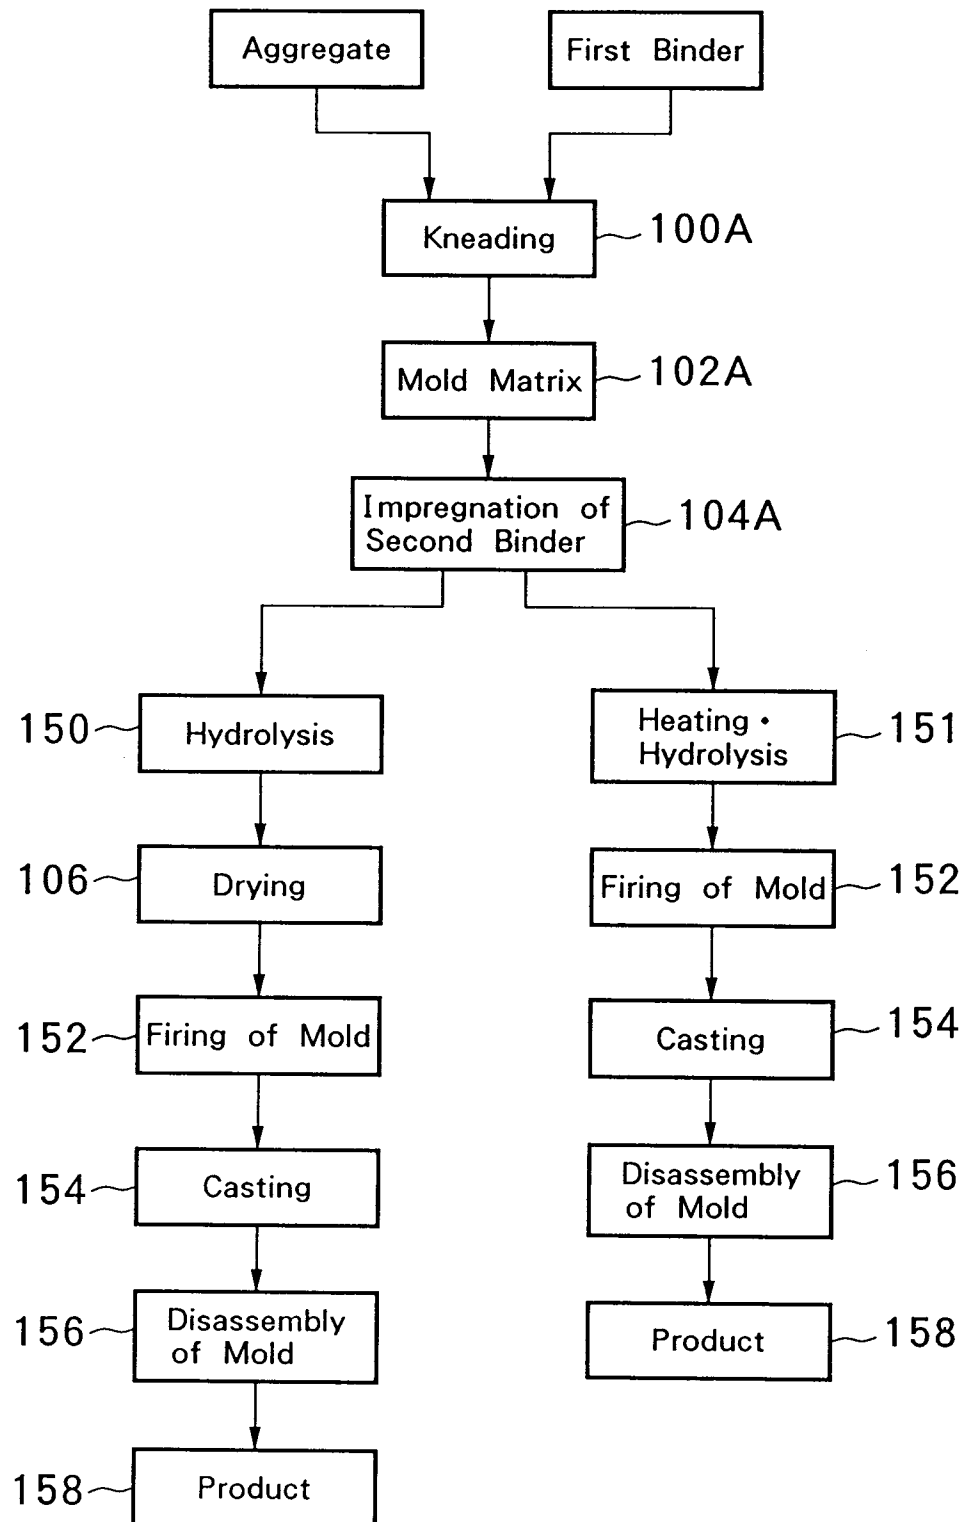 Aggregate
First Binder
Kneading
100A
Mold Matrix
102A
Impregnation of
Second Binder
104A
150
Hydrolysis
Heating・
Hydrolysis
151
106
Drying
Firing of Mold
152
152
Firing of Mold
Casting
154
154
Casting
Disassembly
of Mold
156
156
Disassembly
of Mold
Product
158
158
Product